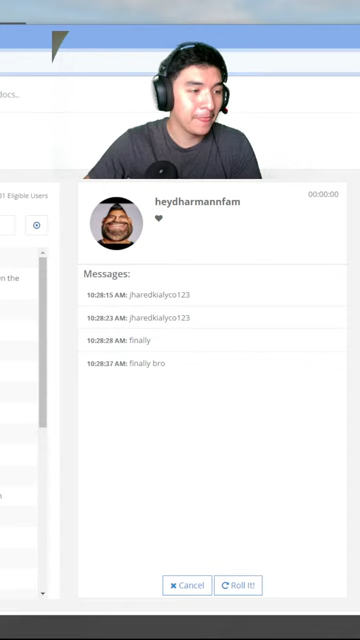 docs..
01 Eligible Users
heydharmannfam
00:00:00
Messages:
10:28:15 AM: jharedkialyco123
10:28:23 AM: jharedkialyco123
10:28:28 AM: finally
10:28:37 AM: finally bro
Cancel
Roll It!